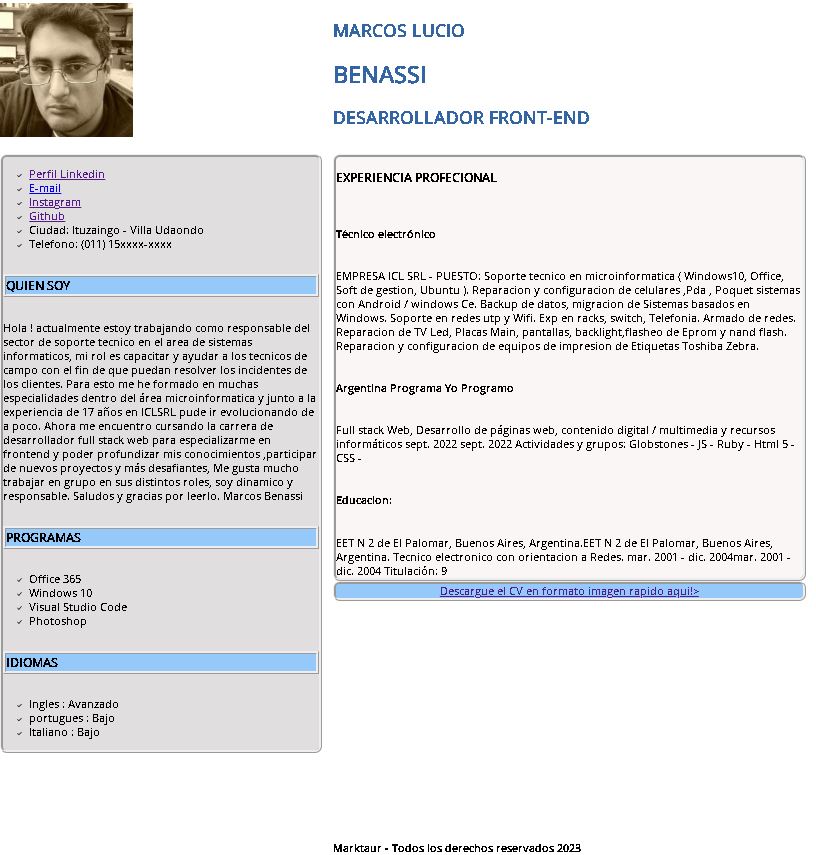 MARCOS LUCIO
BENASSI
DESARROLLADOR FRONT-END
Perfil Linkedin
E-mail
Instagram
Github
Ciudad: Ituzaingo - Villa Udaondo
Telefono: (011) 15xxxx-xxxx
QUIEN SOY
Hola ! actualmente estoy trabajando como responsable del
sector de soporte tecnico en el area de sistemas
informaticos, mi rol es capacitar y ayudar a los tecnicos de
campo con el fin de que puedan resolver los incidentes de
los clientes. Para esto me he formado en muchas
especialidades dentro del área microinformatica y junto a la
experiencia de 17 años en ICLSRL pude ir evolucionando de
a poco. Ahora me encuentro cursando la carrera de
desarrollador full stack web para especializarme en
frontend y poder profundizar mis conocimientos ,participar
de nuevos proyectos y más desafiantes, Me gusta mucho
trabajar en grupo en sus distintos roles, soy dinamico y
responsable. Saludos y gracias por leerlo. Marcos Benassi
PROGRAMAS
Office 365
Windows 10
Visual Studio Code
Photoshop
IDIOMAS
Ingles : Avanzado
portugues : Bajo
Italiano : Bajo
EXPERIENCIA PROFECIONAL
Técnico electrónico
EMPRESA ICL SRL - PUESTO: Soporte tecnico en microinformatica ( Windows10, Office,
Soft de gestion, Ubuntu ). Reparacion y configuracion de celulares ,Pda , Poquet sistemas
con Android / windows Ce. Backup de datos, migracion de Sistemas basados en
Windows. Soporte en redes utp y Wifi. Exp en racks, switch, Telefonia. Armado de redes.
Reparacion de TV Led, Placas Main, pantallas, backlight,flasheo de Eprom y nand flash.
Reparacion y configuracion de equipos de impresion de Etiquetas Toshiba Zebra.
Argentina Programa Yo Programo
Full stack Web, Desarrollo de páginas web, contenido digital / multimedia y recursos
informáticos sept. 2022 sept. 2022 Actividades y grupos: Globstones - JS - Ruby - Html 5 -
CSS -
Educacion:
EET N 2 de El Palomar, Buenos Aires, Argentina.EET N 2 de El Palomar, Buenos Aires,
Argentina. Tecnico electronico con orientacion a Redes. mar. 2001 - dic. 2004mar. 2001 -
dic. 2004 Titulación: 9
Descargue el CV en formato imagen rapido aqui!>
Marktaur - Todos los derechos reservados 2023